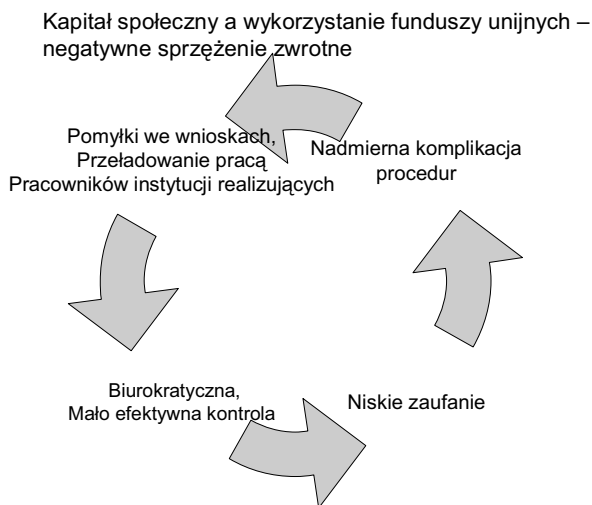 Kapitał społeczny a wykorzystanie funduszy unijnych –
negatywne sprzężenie zwrotne
Pomyłki we wnioskach,
Przeładowanie pracą
Pracowników instytucji realizujących
Nadmierna komplikacja
procedur
Biurokratyczna,
Mało efektywna kontrola
Niskie zaufanie